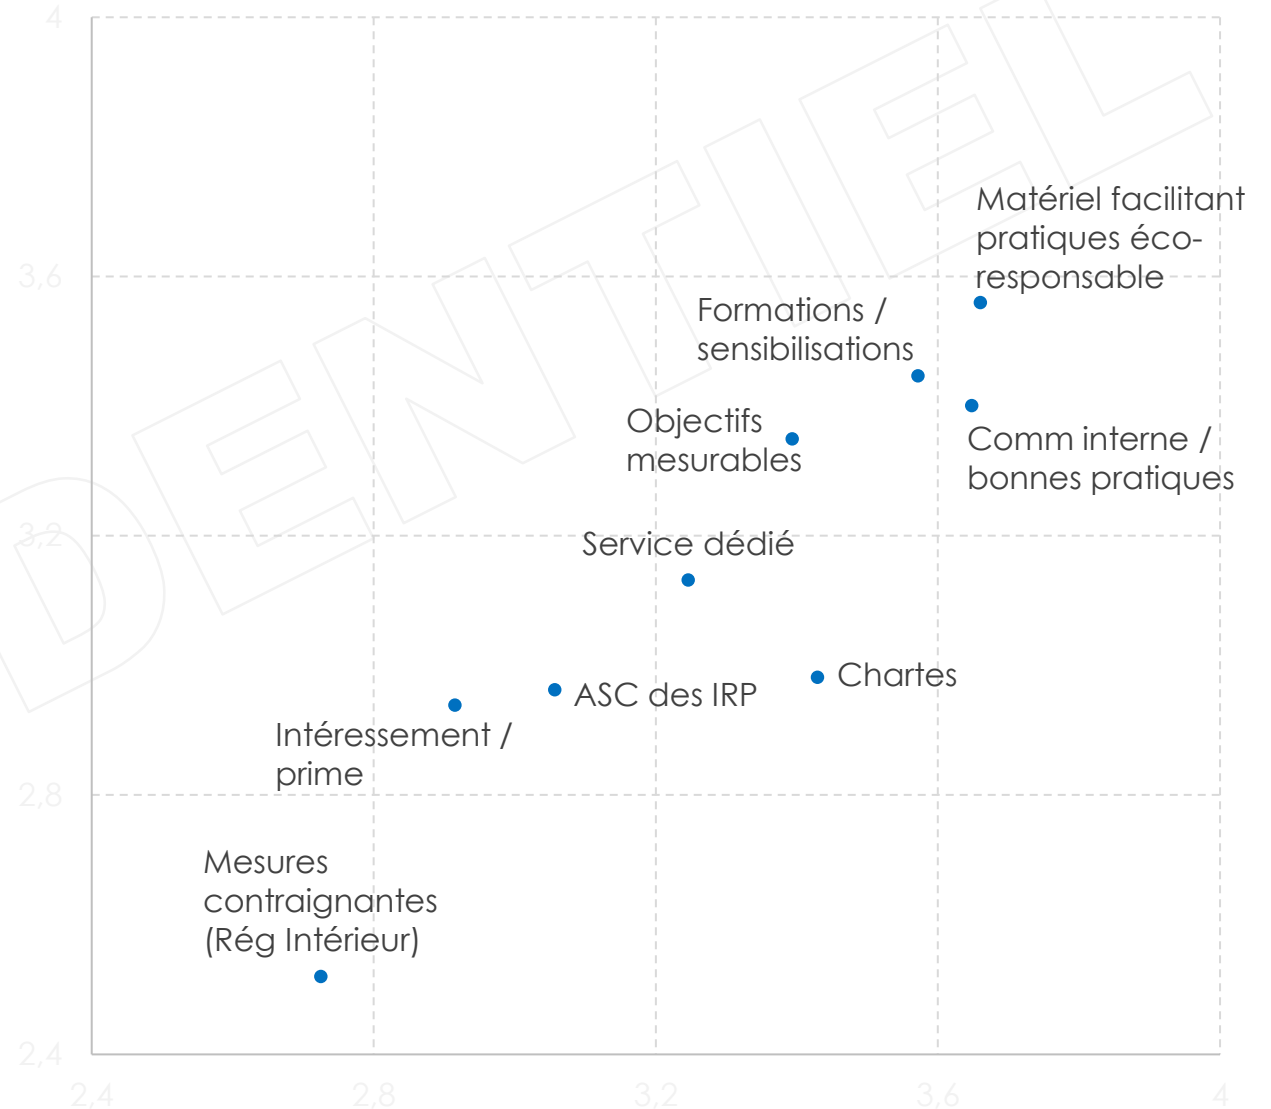 4
Matériel facilitant
pratiques éco-
responsable
3,6
Formations /
sensibilisations
Objectifs
mesurables
Comm interne /
bonnes pratiques
3,2
Service dédié
Chartes
ASC des IRP
Intéressement /
prime
2,8
Mesures
contraignantes
(Rég Intérieur)
2,4
2,4 2,8 3,2 3,6 4
DENTIEL